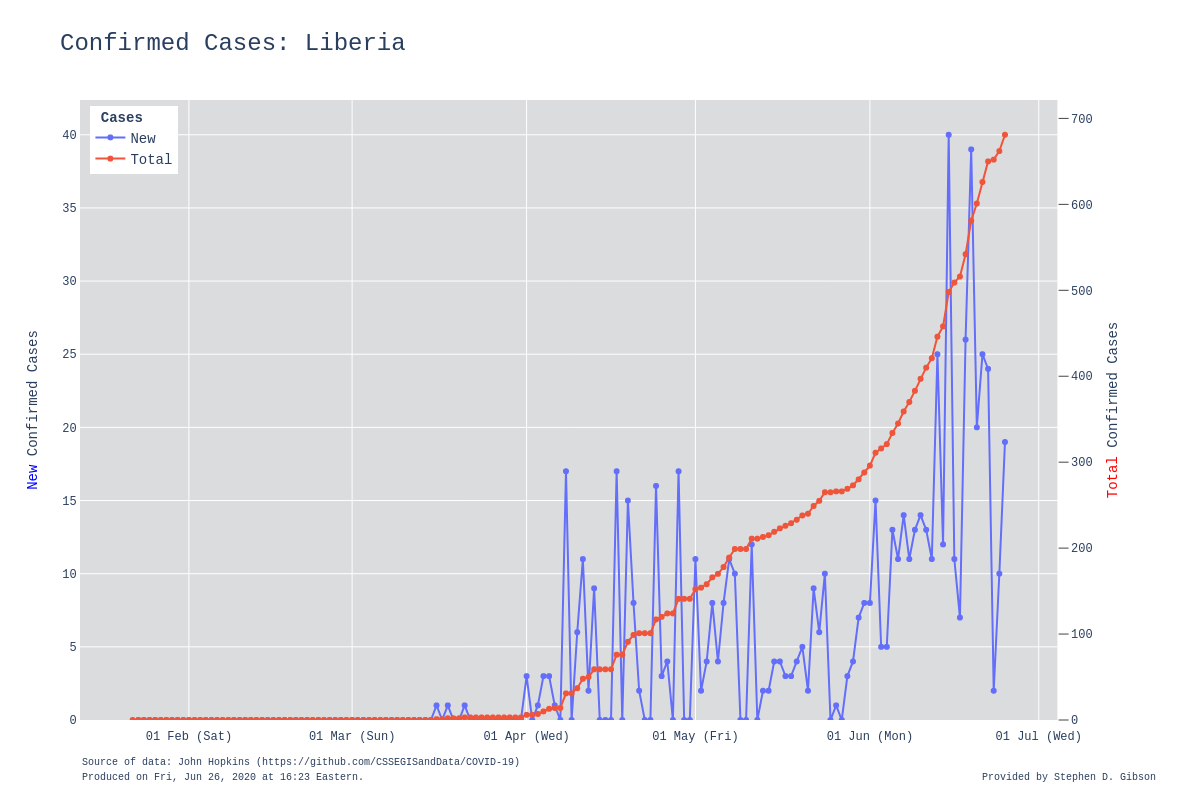 Confirmed Cases: Liberia
Cases
New
Total
40
35
30
25
20
15
10
5
0
New Confirmed Cases
700
600
500
400
300
200
100
0
Total Confirmed Cases
01 Feb (Sat)
01 Mar (Sun)
01 Apr (Wed)
01 May (Fri)
01 Jun (Mon)
01 Jul (Wed)
Source of data: John Hopkins (https://github.com/CSSEGISandData/COVID-19)
Produced on Fri, Jun 26, 2020 at 16:23 Eastern.
Provided by Stephen D. Gibson